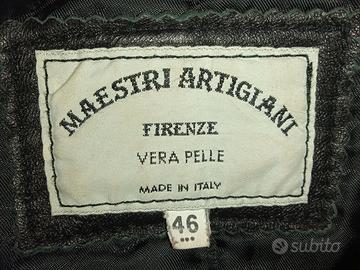 MAESTRI ARTIGIANI
FIRENZE
VERA PELLE
MADE IN ITALY
46
subito